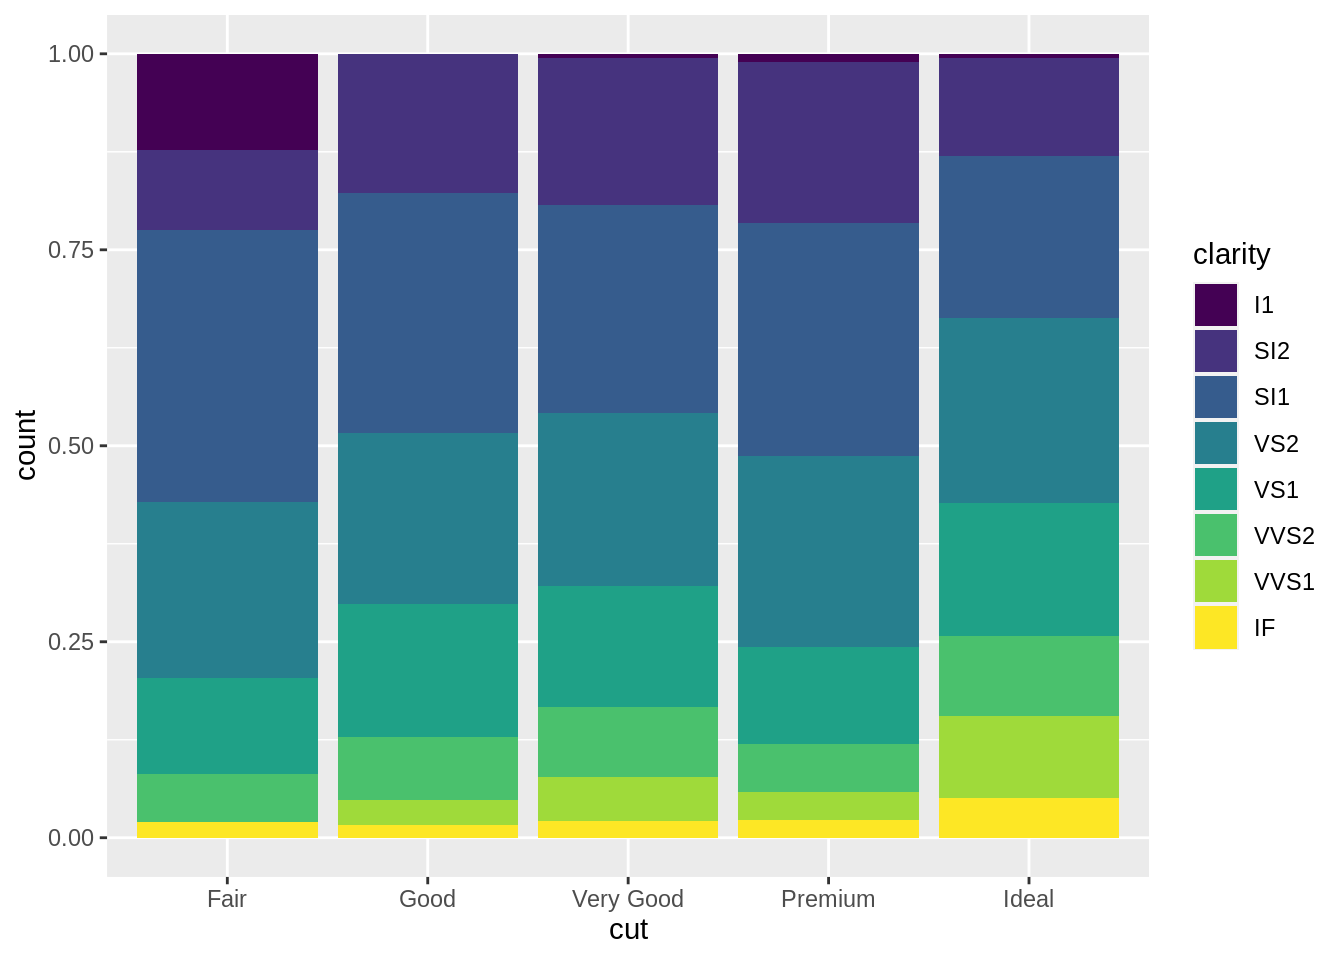 1.00
0.75
0.50
0.25
0.00
count
Fair
Good
Very Good
Premium
Ideal
cut
clarity
I1
SI2
SI1
VS2
VS1
VVS2
VVS1
IF